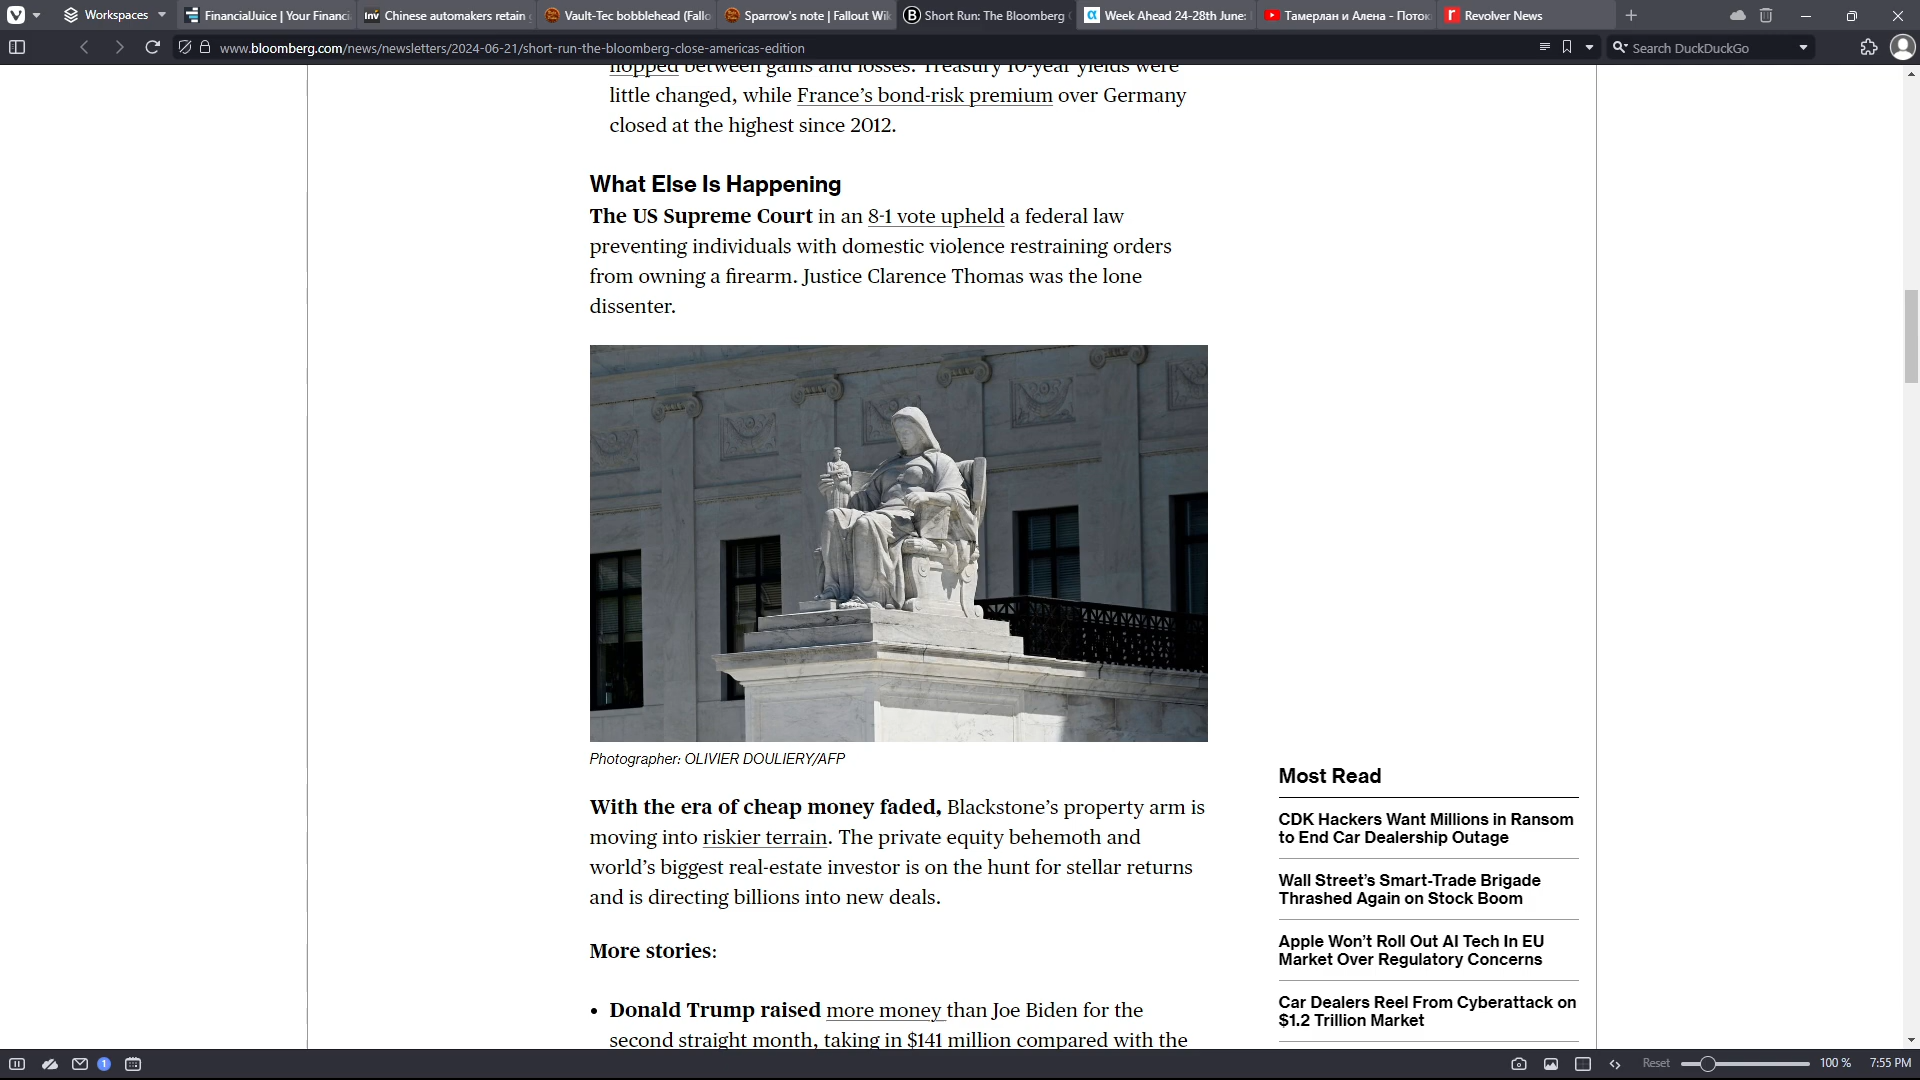 Workspaces
FinancialJuice | Your Financi
Chinese automakers retain
Vault-Tec bobblehead (Fallo
Sparrow's note | Fallout Wik
Short Run: The Bloomberg
Week Ahead 24-28th June:
Тамерлан и Алена - Поток
Revolver News
www.bloomberg.com/news/newsletters/2024-06-21/short-run-the-bloomberg-close-americas-edition
Search DuckDuckGo
flopped between gains and losses. Treasury 10-year yields were
little changed, while France's bond-risk premium over Germany
closed at the highest since 2012.
What Else Is Happening
The US Supreme Court in an 8-1 vote upheld a federal law
preventing individuals with domestic violence restraining orders
from owning a firearm. Justice Clarence Thomas was the lone
dissenter.
Photographer: OLIVIER DOULIERY/AFP
With the era of cheap money faded, Blackstone's property arm is
moving into riskier terrain. The private equity behemoth and
world's biggest real-estate investor is on the hunt for stellar returns
and is directing billions into new deals.
More stories:
• Donald Trump raised more money than Joe Biden for the
second straight month, taking in $141 million compared with the
Most Read
CDK Hackers Want Millions in Ransom
to End Car Dealership Outage
Wall Street's Smart-Trade Brigade
Thrashed Again on Stock Boom
Apple Won't Roll Out AI Tech In EU
Market Over Regulatory Concerns
Car Dealers Reel From Cyberattack on
$1.2 Trillion Market
1
Reset
100 %
7:55 PM